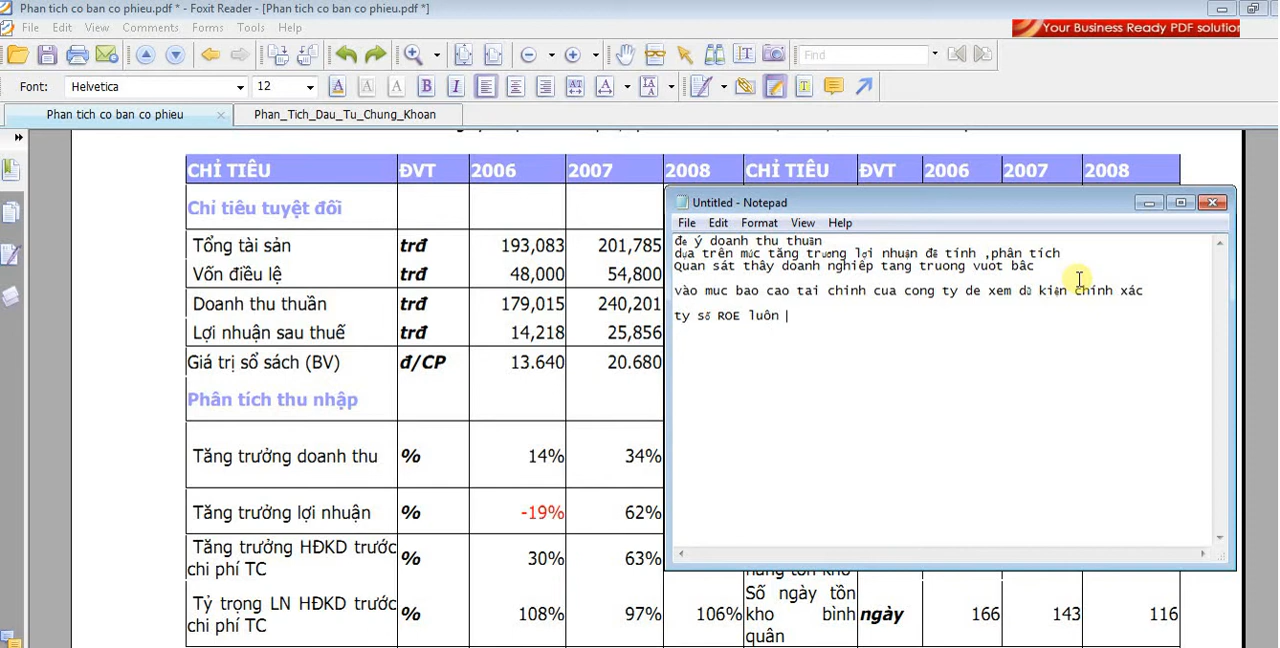 Phan tich co ban co phieu.pdf * - Foxit Reader - [Phan tich co ban co phieu.pdf *]
File Edit View Comments Forms Tools Help
Your Business Ready PDF solution
Find
Font: Helvetica 12
Phan tich co ban co phieu
Phan_Tich_Dau_Tu_Chung_Khoan
CHỈ TIÊU ĐVT 2006 2007 2008 CHỈ TIÊU ĐVT 2006 2007 2008
Chỉ tiêu tuyệt đối
Tổng tài sản trđ 193,083 201,785
Vốn điều lệ trđ 48,000 54,800
Doanh thu thuần trđ 179,015 240,201
Lợi nhuận sau thuế trđ 14,218 25,856
Giá trị sổ sách (BV) đ/CP 13.640 20.680
Phân tích thu nhập
Tăng trưởng doanh thu % 14% 34%
Tăng trưởng lợi nhuận % -19% 62%
Tăng trưởng HĐKD trước
chi phí TC % 30% 63%
Tỷ trọng LN HĐKD trước
chi phí TC % 108% 97% 106%
Số ngày tồn
kho bình
quân ngày 166 143 116
Untitled - Notepad
File Edit Format View Help
để ý doanh thu thuần
dua trên múc tăng trương lợi nhuận để tính ,phân tích
Quan sát thấy doanh nghiêp tang truong vuot bâc
vào muc bao cao tai chinh cua cong ty de xem dũ kiện chính xác
ty số ROE luôn